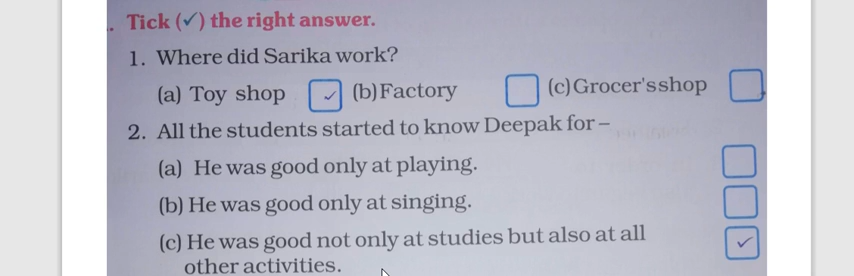 . Tick (✓) the right answer.
1. Where did Sarika work?
(a) Toy shop ✓ (b) Factory (c) Grocer's shop
2. All the students started to know Deepak for –
(a) He was good only at playing.
(b) He was good only at singing.
(c) He was good not only at studies but also at all ✓
other activities.